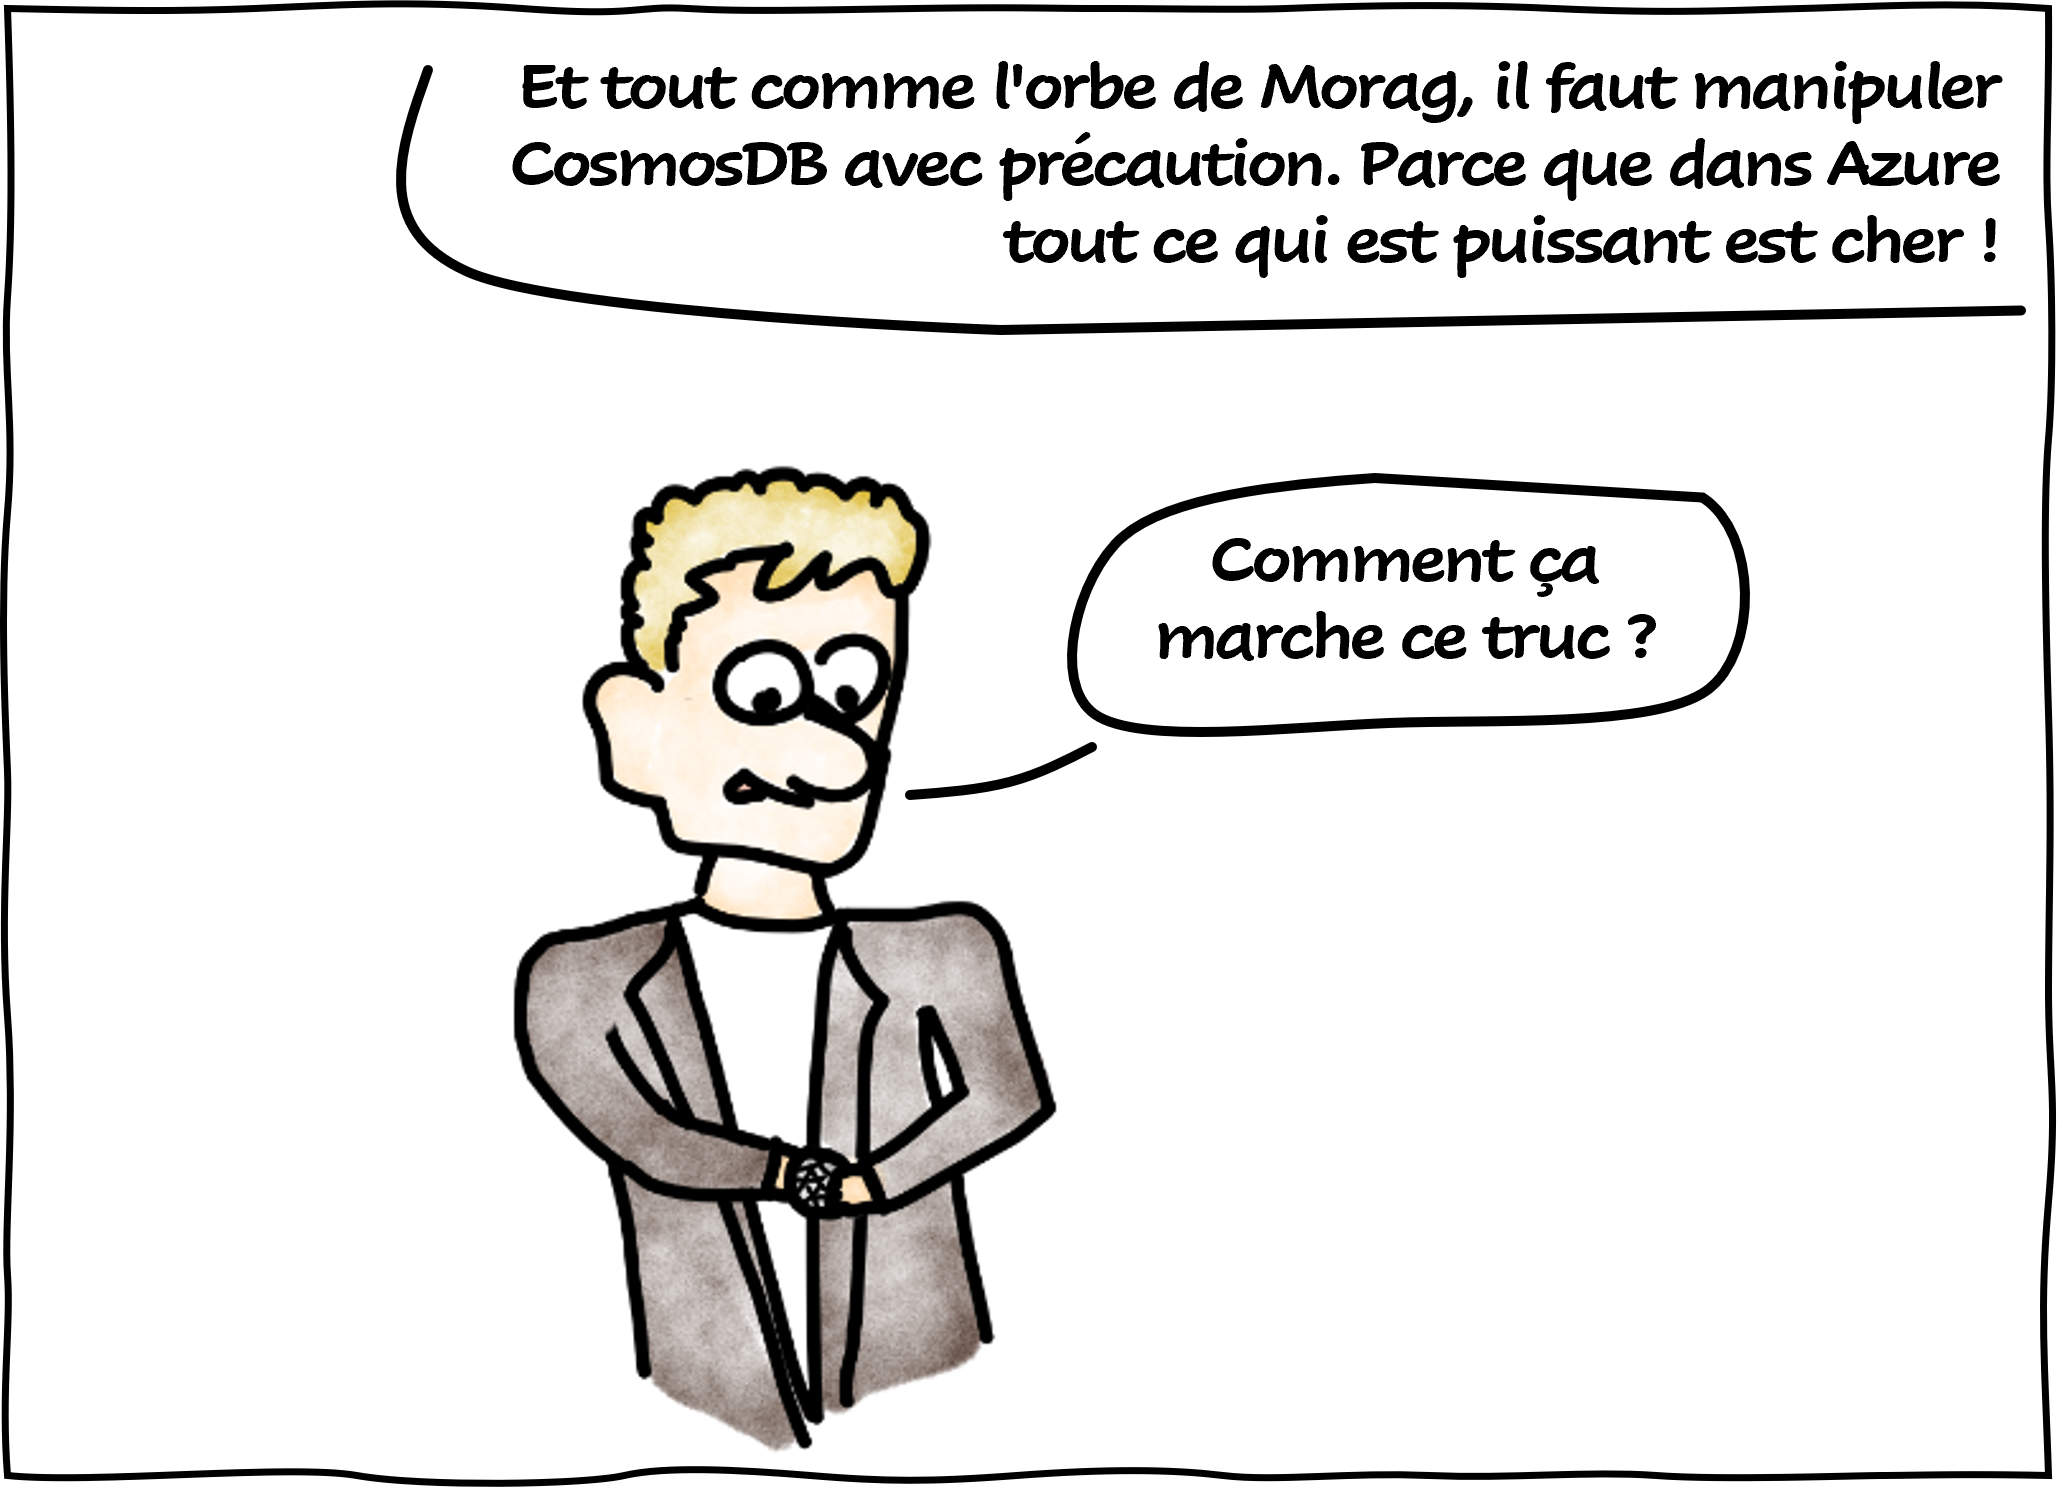 Et tout comme l'orbe de Morag, il faut manipuler
CosmosDB avec précaution. Parce que dans Azure
tout ce qui est puissant est cher !
Comment ça
marche ce truc ?